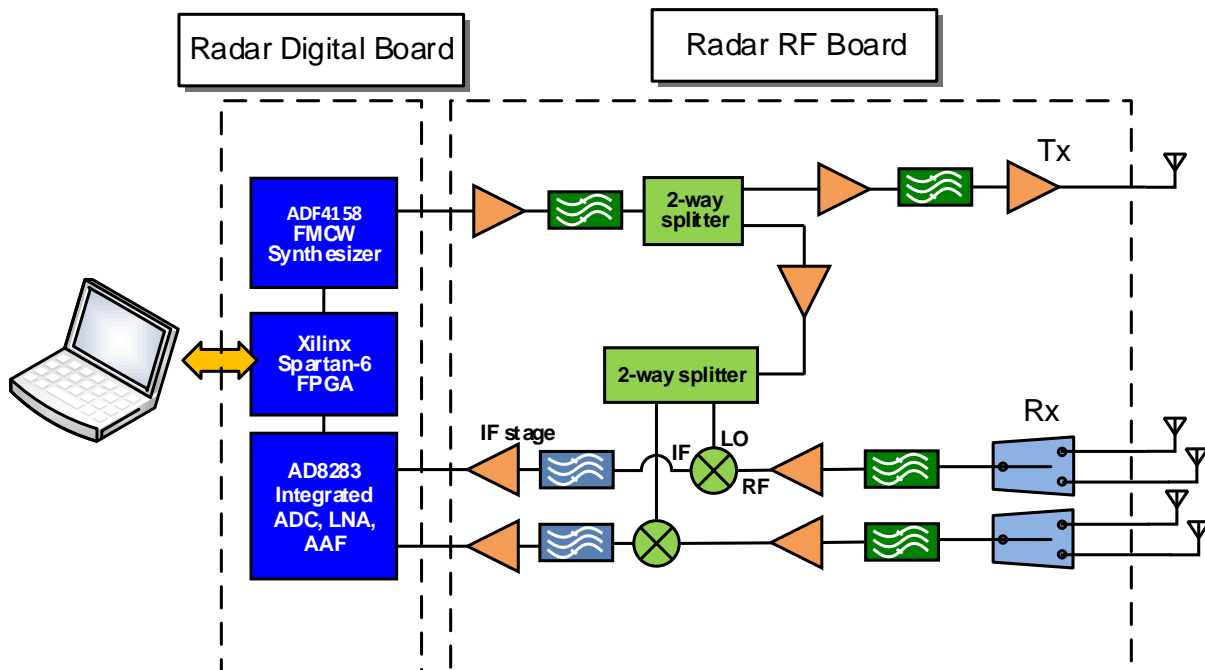 Radar Digital Board
Radar RF Board
Tx
ADF4158
FMCW
Synthesizer
2-way
splitter
Xilinx
Spartan-6
FPGA
2-way splitter
Rx
IF stage
IF
LO
RF
AD8283
Integrated
ADC, LNA,
AAF